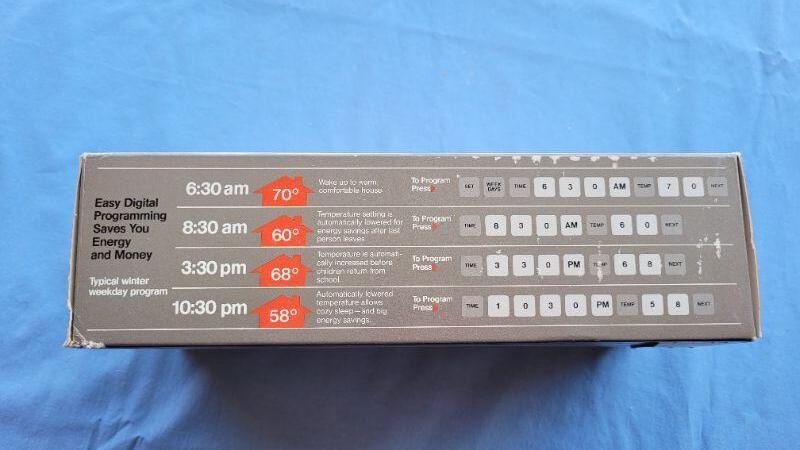 Easy Digital
Programming
Saves You
Energy
and Money
Typical winter
weekday program
6:30 am
70°
Wake up to warm,
comfortable house.
To Program
Press
SET WEEK DAYS TIME 6 3 0 AM TEMP 7 0 NEXT
8:30 am
60°
Temperature setting is
automatically lowered for
energy savings after last
person leaves.
To Program
Press
TIME 8 3 0 AM TEMP 6 0 NEXT
3:30 pm
68°
Temperature is automati-
cally increased before
children return from
school.
To Program
Press
TIME 3 3 0 PM TEMP 6 8 NEXT
10:30 pm
58°
Automatically lowered
temperature allows
cozy sleep—and big
energy savings.
To Program
Press
TIME 1 0 3 0 PM TEMP 5 8 NEXT